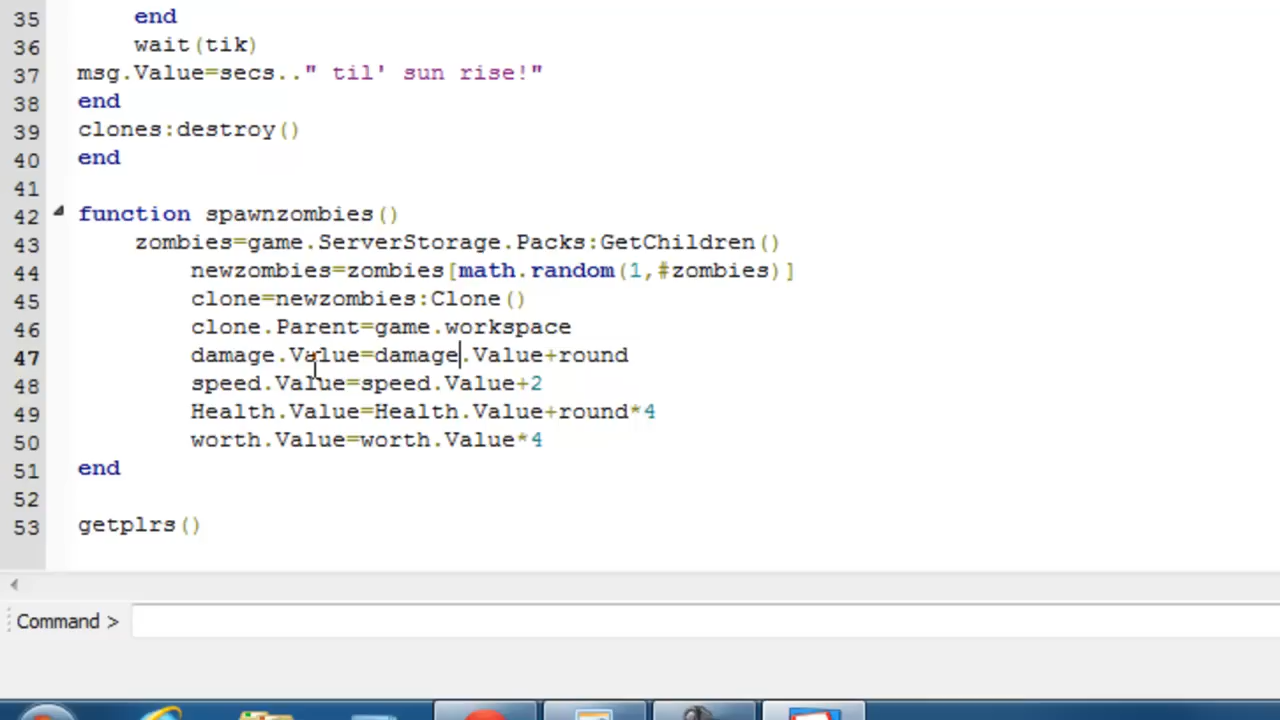 35 end
36 wait(tik)
37 msg.Value=secs.." til' sun rise!"
38 end
39 clones:destroy()
40 end
41
42 function spawnzombies()
43 zombies=game.ServerStorage.Packs:GetChildren()
44 newzombies=zombies[math.random(1,#zombies)]
45 clone=newzombies:Clone()
46 clone.Parent=game.workspace
47 damage.Value=damage.Value+round
48 speed.Value=speed.Value+2
49 Health.Value=Health.Value+round*4
50 worth.Value=worth.Value*4
51 end
52
53 getplrs()
Command >